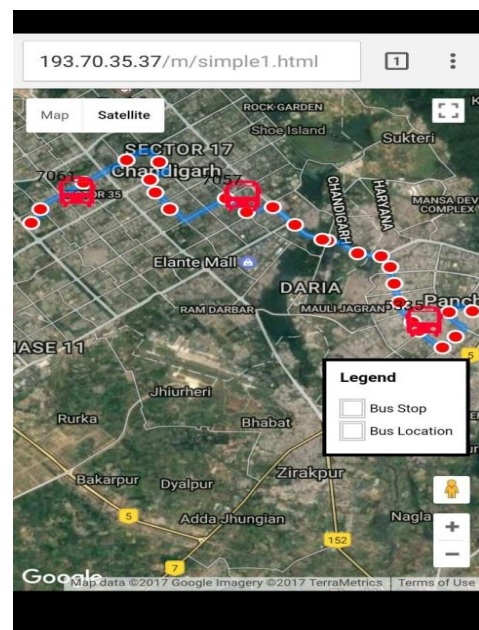 193.70.35.37/m/simple1.html
1
Map
Satellite
ROCK GARDEN
Shoe Island
Sukteri
SECTOR 17
Chandigarh
7061
7057
CHANDIGARH
HARYANA
MANSA DEV
COMPLEX
Elante Mall
DARIA
RAM DARBAR
MAULI JAGRAN
Panch
5
HASE 11
Legend
Bus Stop
Bus Location
Jhiurheri
Rurka
Bhabat
Zirakpur
Bakarpur
Dyalpur
5
Adda Jhungian
Nagla
152
7
Google
Map data ©2017 Google Imagery ©2017 TerraMetrics
Terms of Use